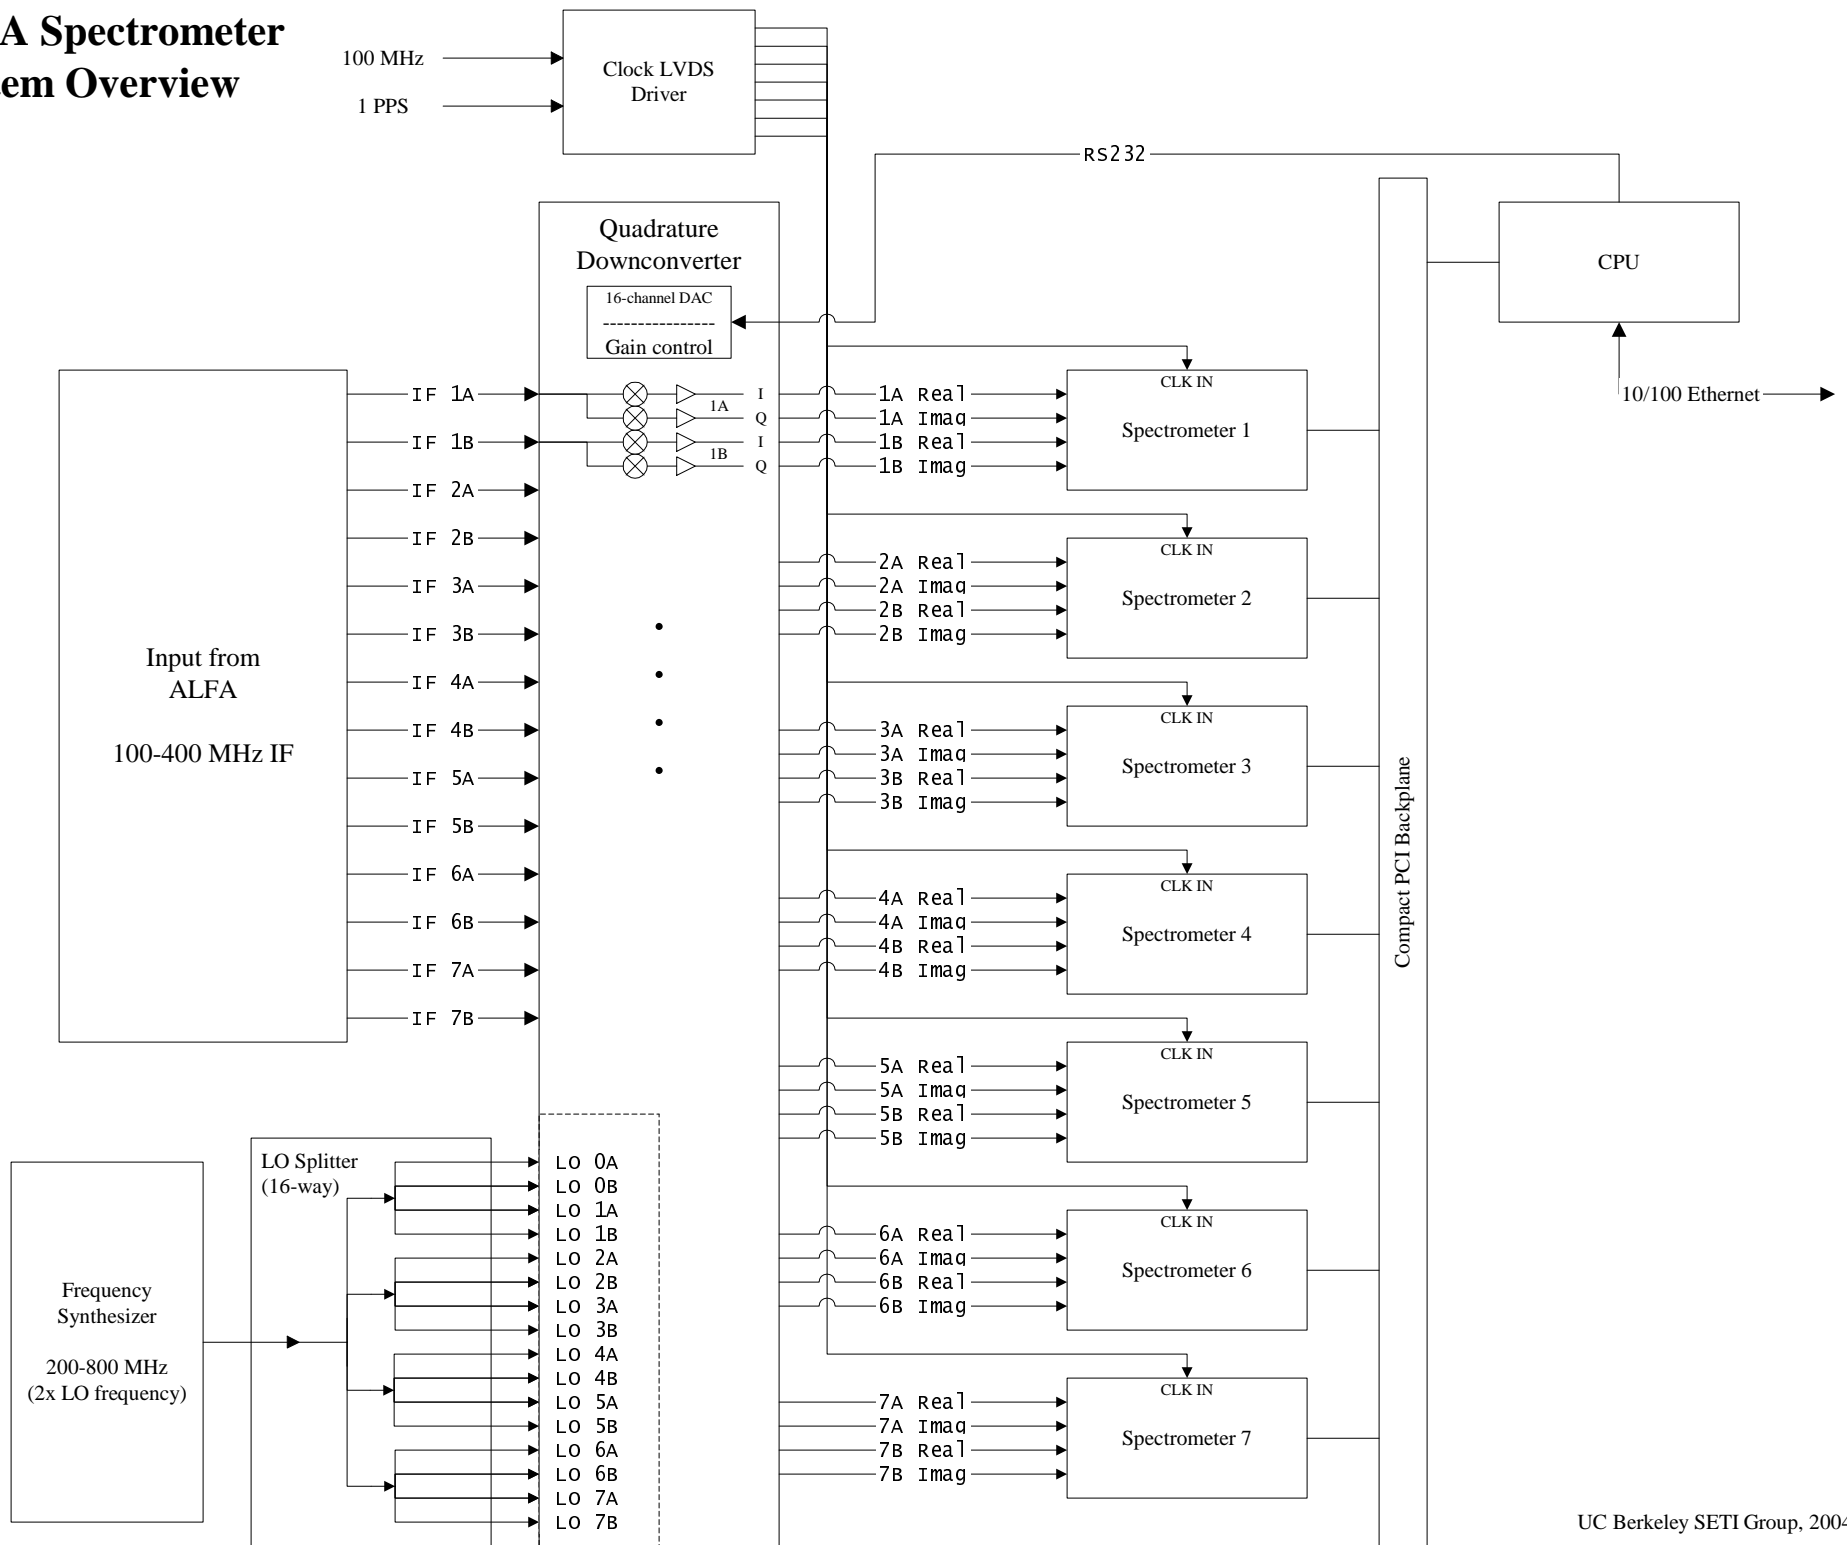 A Spectrometer
em Overview
100 MHz
1 PPS
Clock LVDS
Driver
RS232
Quadrature
Downconverter
16-channel DAC
----------------
Gain control
CPU
10/100 Ethernet
Input from
ALFA
100-400 MHz IF
IF 1A
IF 1B
IF 2A
IF 2B
IF 3A
IF 3B
IF 4A
IF 4B
IF 5A
IF 5B
IF 6A
IF 6B
IF 7A
IF 7B
1A
I
Q
1B
I
Q
1A Real
1A Imag
1B Real
1B Imag
CLK IN
Spectrometer 1
2A Real
2A Imag
2B Real
2B Imag
CLK IN
Spectrometer 2
3A Real
3A Imag
3B Real
3B Imag
CLK IN
Spectrometer 3
4A Real
4A Imag
4B Real
4B Imag
CLK IN
Spectrometer 4
5A Real
5A Imag
5B Real
5B Imag
CLK IN
Spectrometer 5
6A Real
6A Imag
6B Real
6B Imag
CLK IN
Spectrometer 6
7A Real
7A Imag
7B Real
7B Imag
CLK IN
Spectrometer 7
Compact PCI Backplane
Frequency
Synthesizer
200-800 MHz
(2x LO frequency)
LO Splitter
(16-way)
LO 0A
LO 0B
LO 1A
LO 1B
LO 2A
LO 2B
LO 3A
LO 3B
LO 4A
LO 4B
LO 5A
LO 5B
LO 6A
LO 6B
LO 7A
LO 7B
UC Berkeley SETI Group, 2004